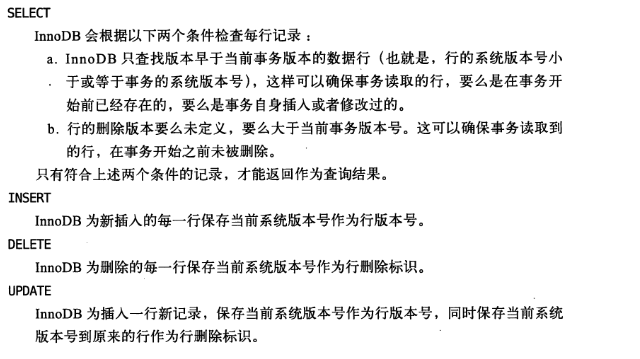 SELECT
InnoDB 会根据以下两个条件检查每行记录：
a. InnoDB 只查找版本早于当前事务版本的数据行（也就是，行的系统版本号小
于或等于事务的系统版本号），这样可以确保事务读取的行，要么是在事务开
始前已经存在的，要么是事务自身插入或者修改过的。
b. 行的删除版本要么未定义，要么大于当前事务版本号。这可以确保事务读取到
的行，在事务开始之前未被删除。
只有符合上述两个条件的记录，才能返回作为查询结果。
INSERT
InnoDB 为新插入的每一行保存当前系统版本号作为行版本号。
DELETE
InnoDB 为删除的每一行保存当前系统版本号作为行删除标识。
UPDATE
InnoDB 为插入一行新记录，保存当前系统版本号作为行版本号，同时保存当前系统
版本号到原来的行作为行删除标识。